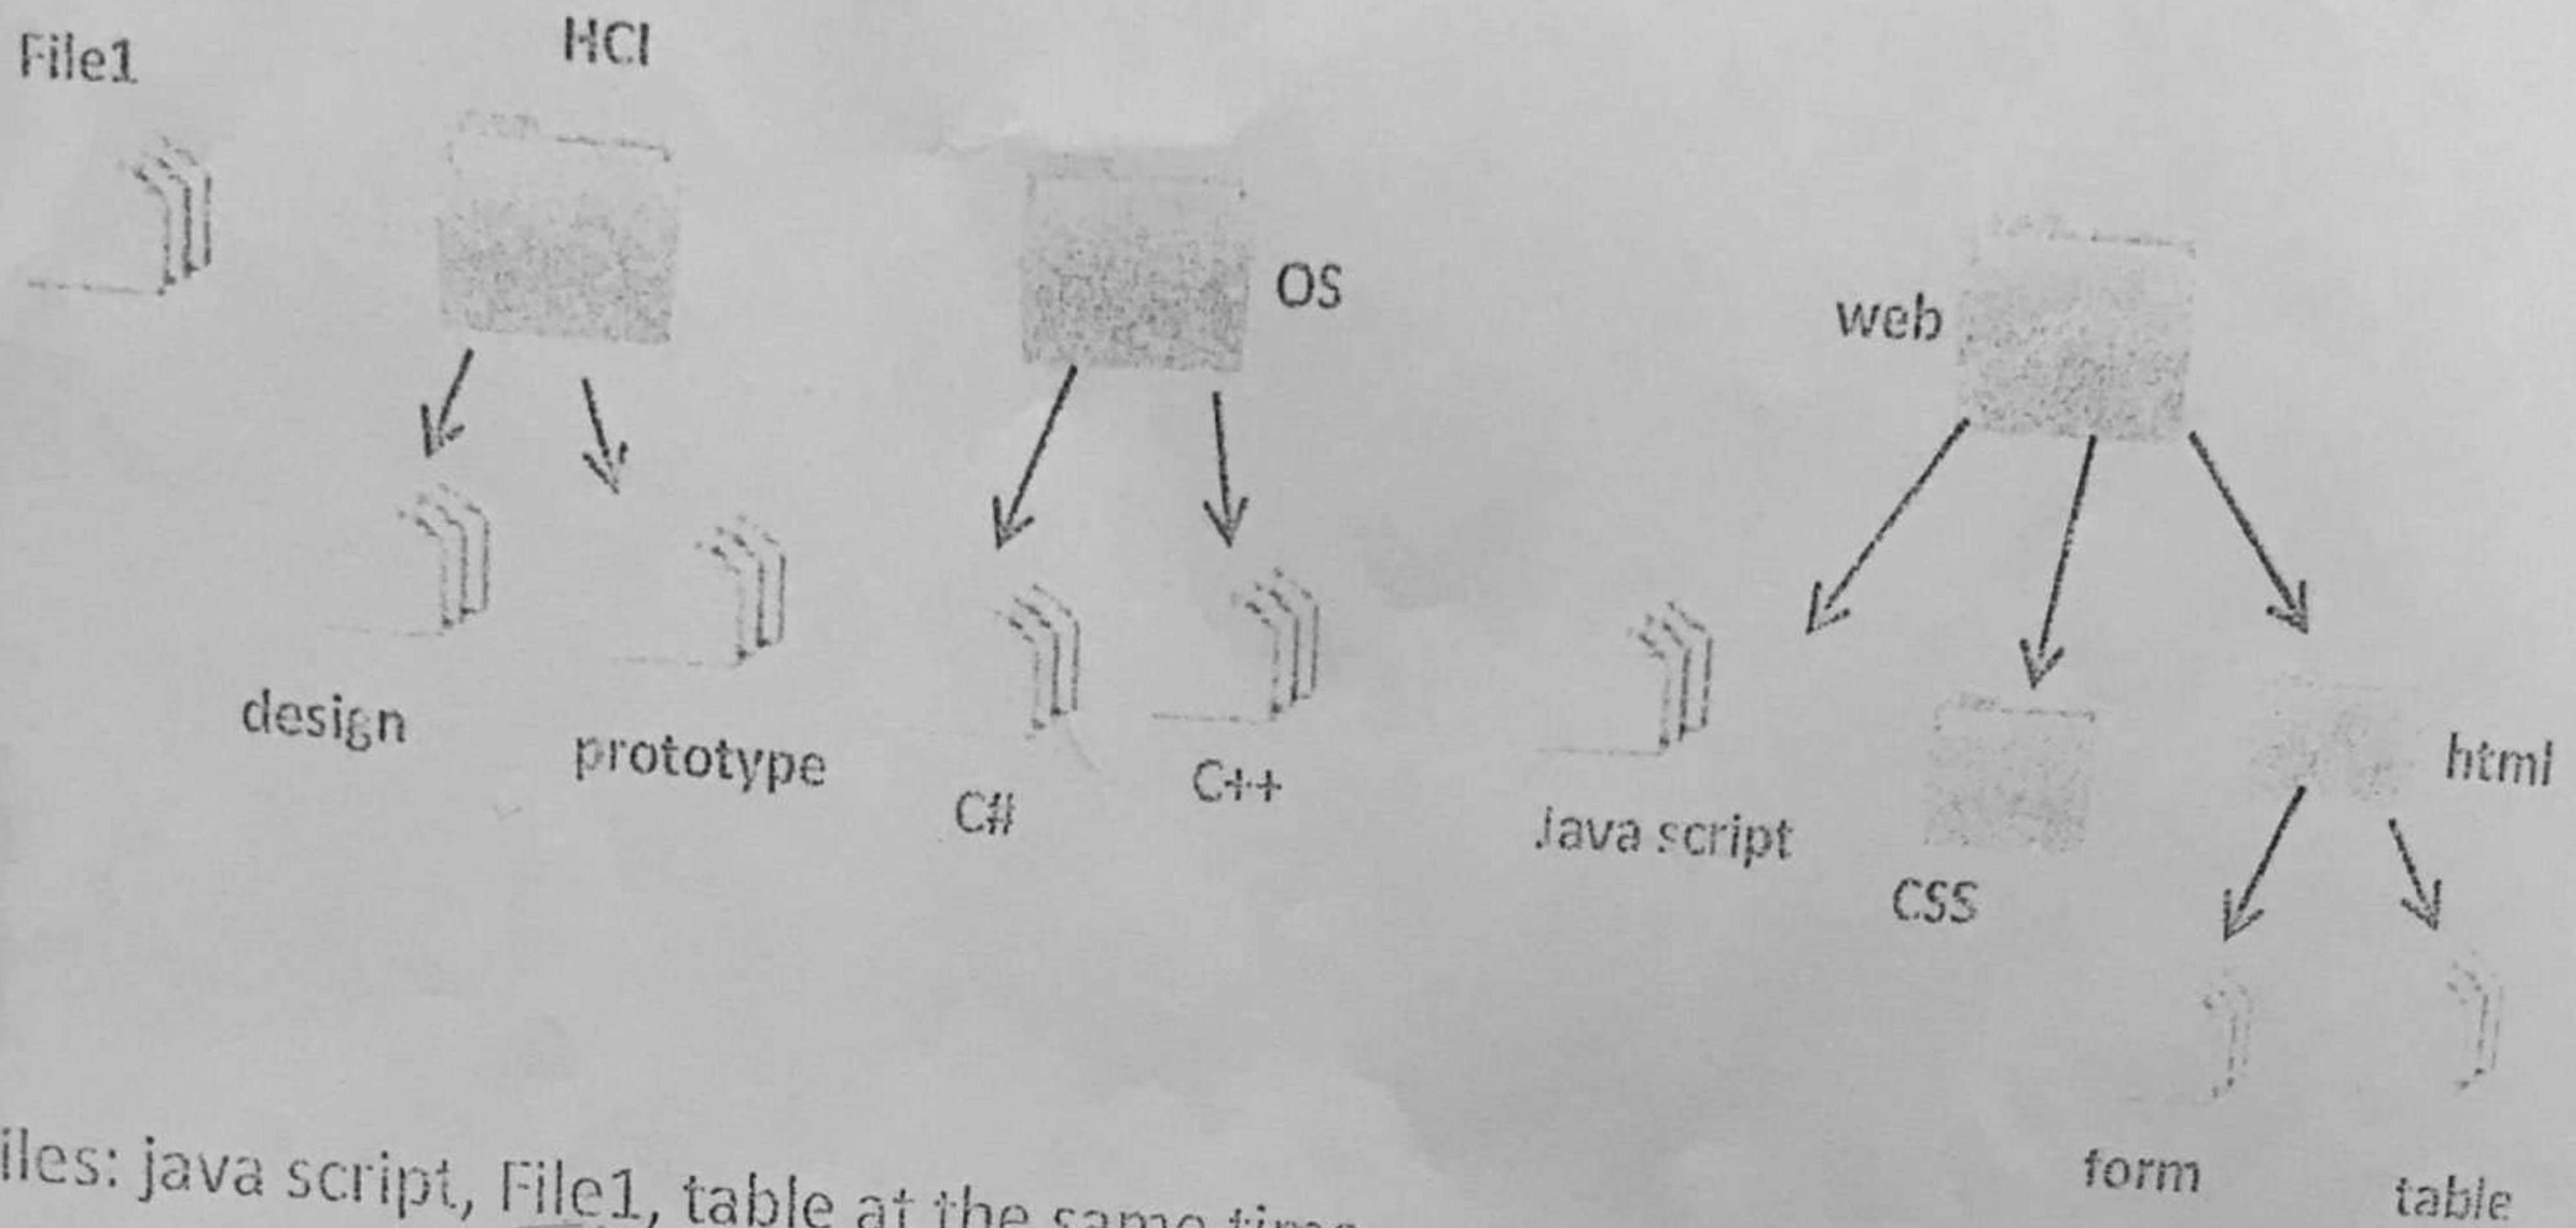 File1
HCI
OS
web
design
prototype
C#
C++
Java script
CSS
html
form
table
iles: java script, File1, table at the same time